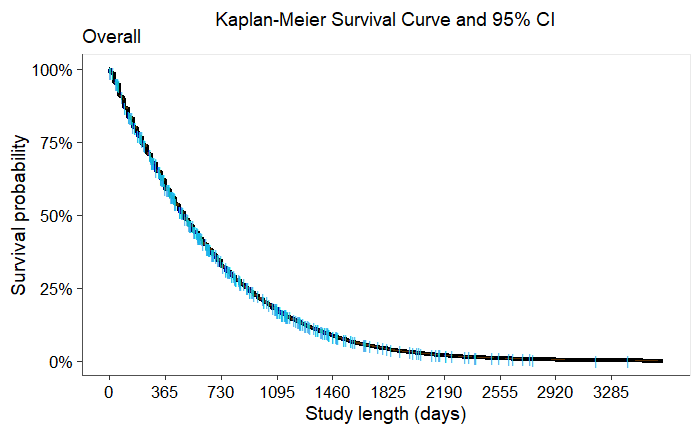 Kaplan-Meier Survival Curve and 95% CI
Overall
100%
75%
50%
25%
0%
Survival probability
0 365 730 1095 1460 1825 2190 2555 2920 3285
Study length (days)